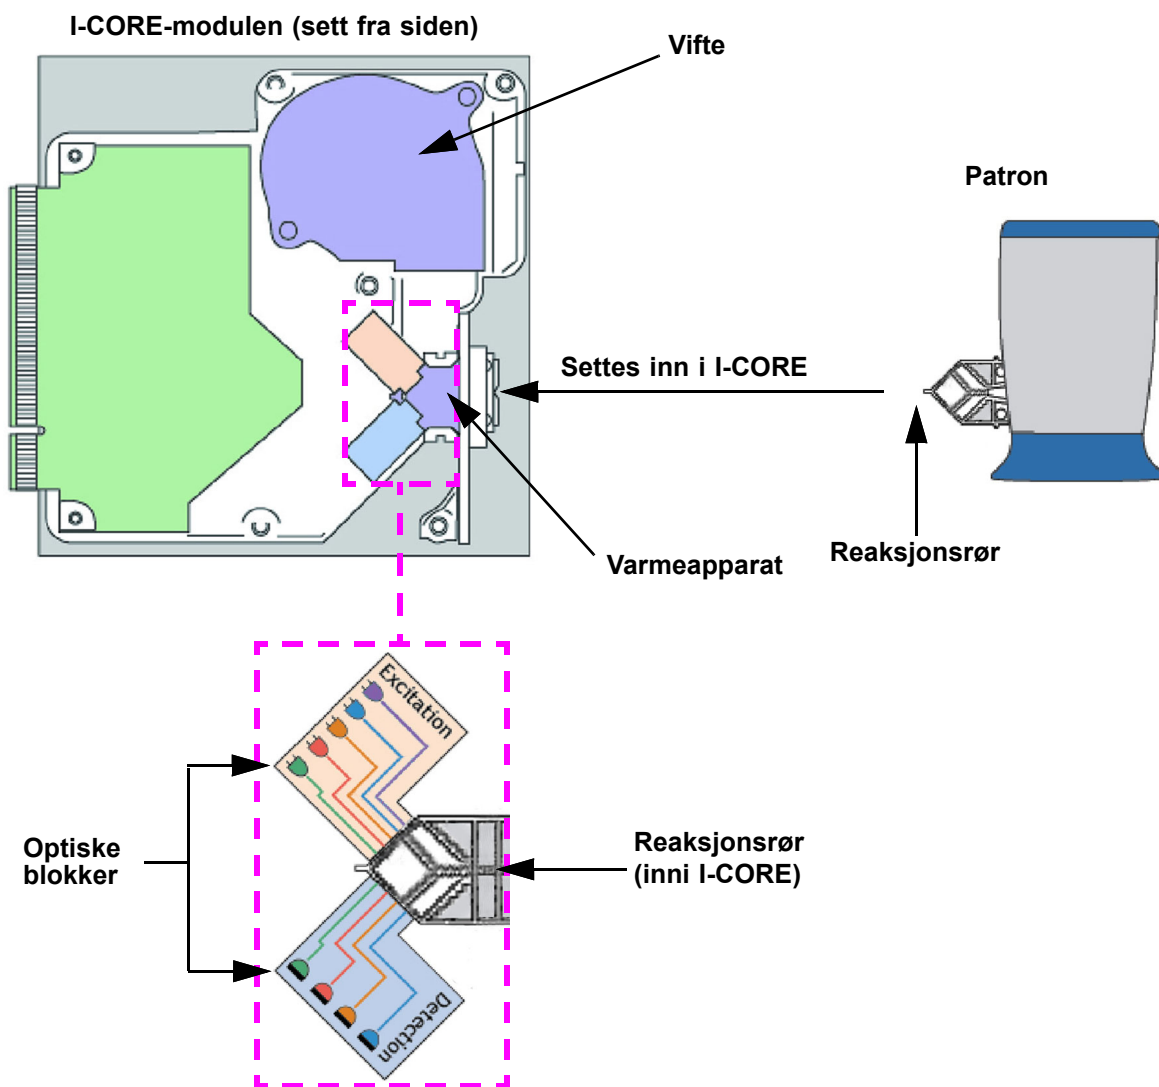 I-CORE-modulen (sett fra siden)
Vifte
Patron
Settes inn i I-CORE
Reaksjonsrør
Varmeapparat
Excitation
Optiske
blokker
Reaksjonsrør
(inni I-CORE)
Detection